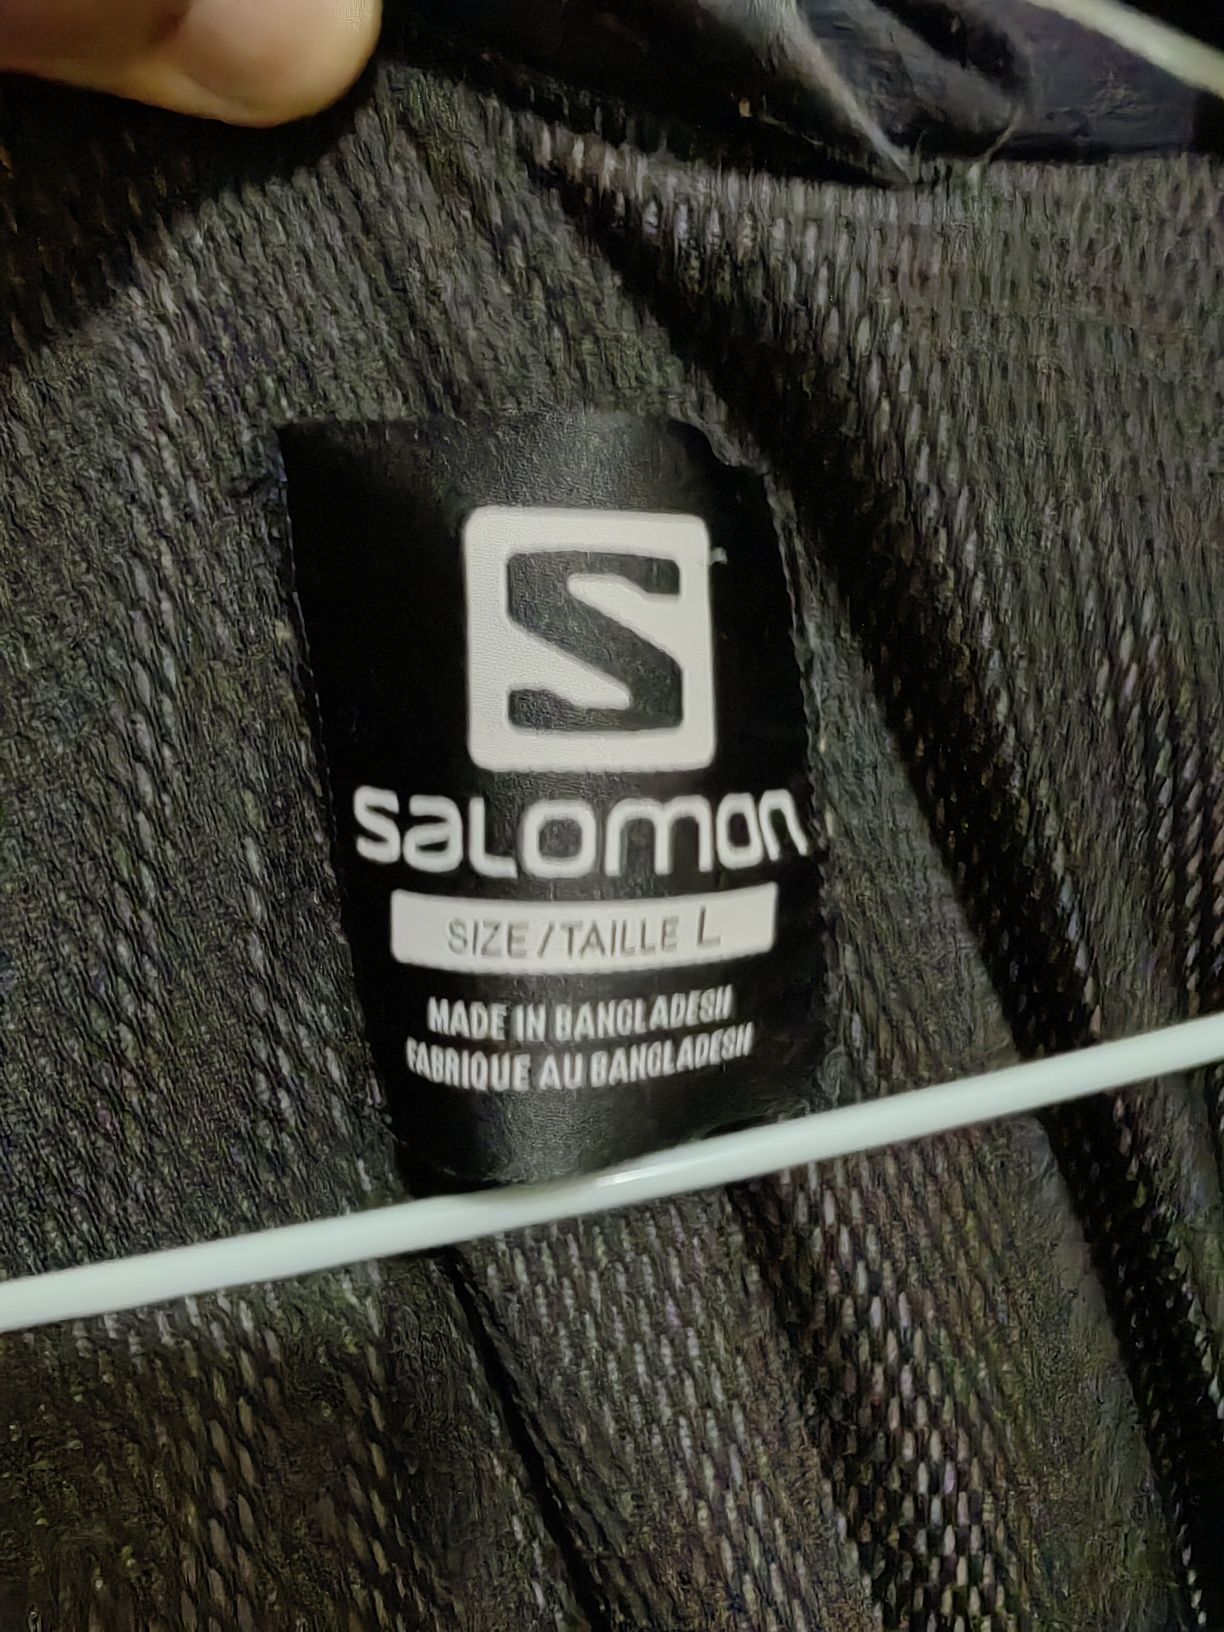 S
SALOMON
SIZE / TAILLE L
MADE IN BANGLADESH
FABRIQUE AU BANGLADESH